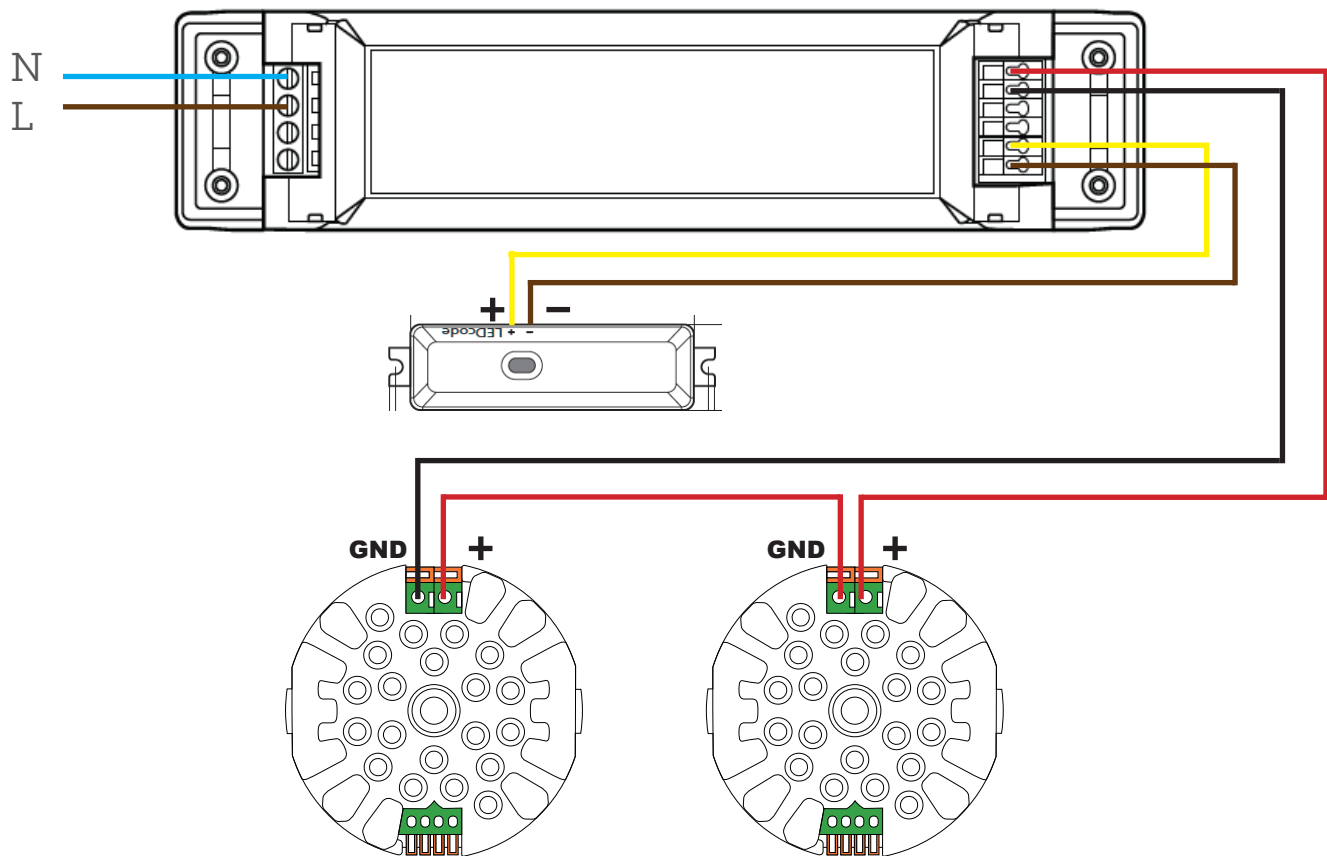 N
L
+ −
LEDcode + −
GND +
GND +